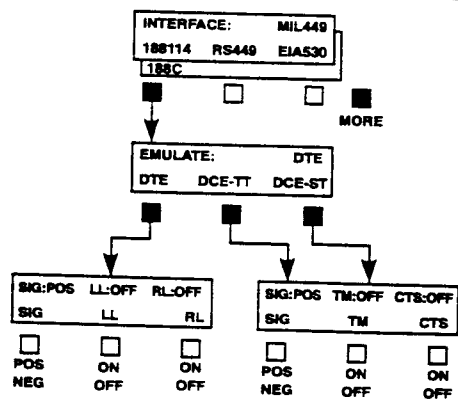 INTERFACE: MIL449
188114 RS449 EIA530
188C
MORE
EMULATE: DTE
DTE DCE-TT DCE-ST
SIG:POS LL:OFF RL:OFF
SIG LL RL
POS ON ON
NEG OFF OFF
SIG:POS TM:OFF CTS:OFF
SIG TM CTS
POS ON ON
NEG OFF OFF